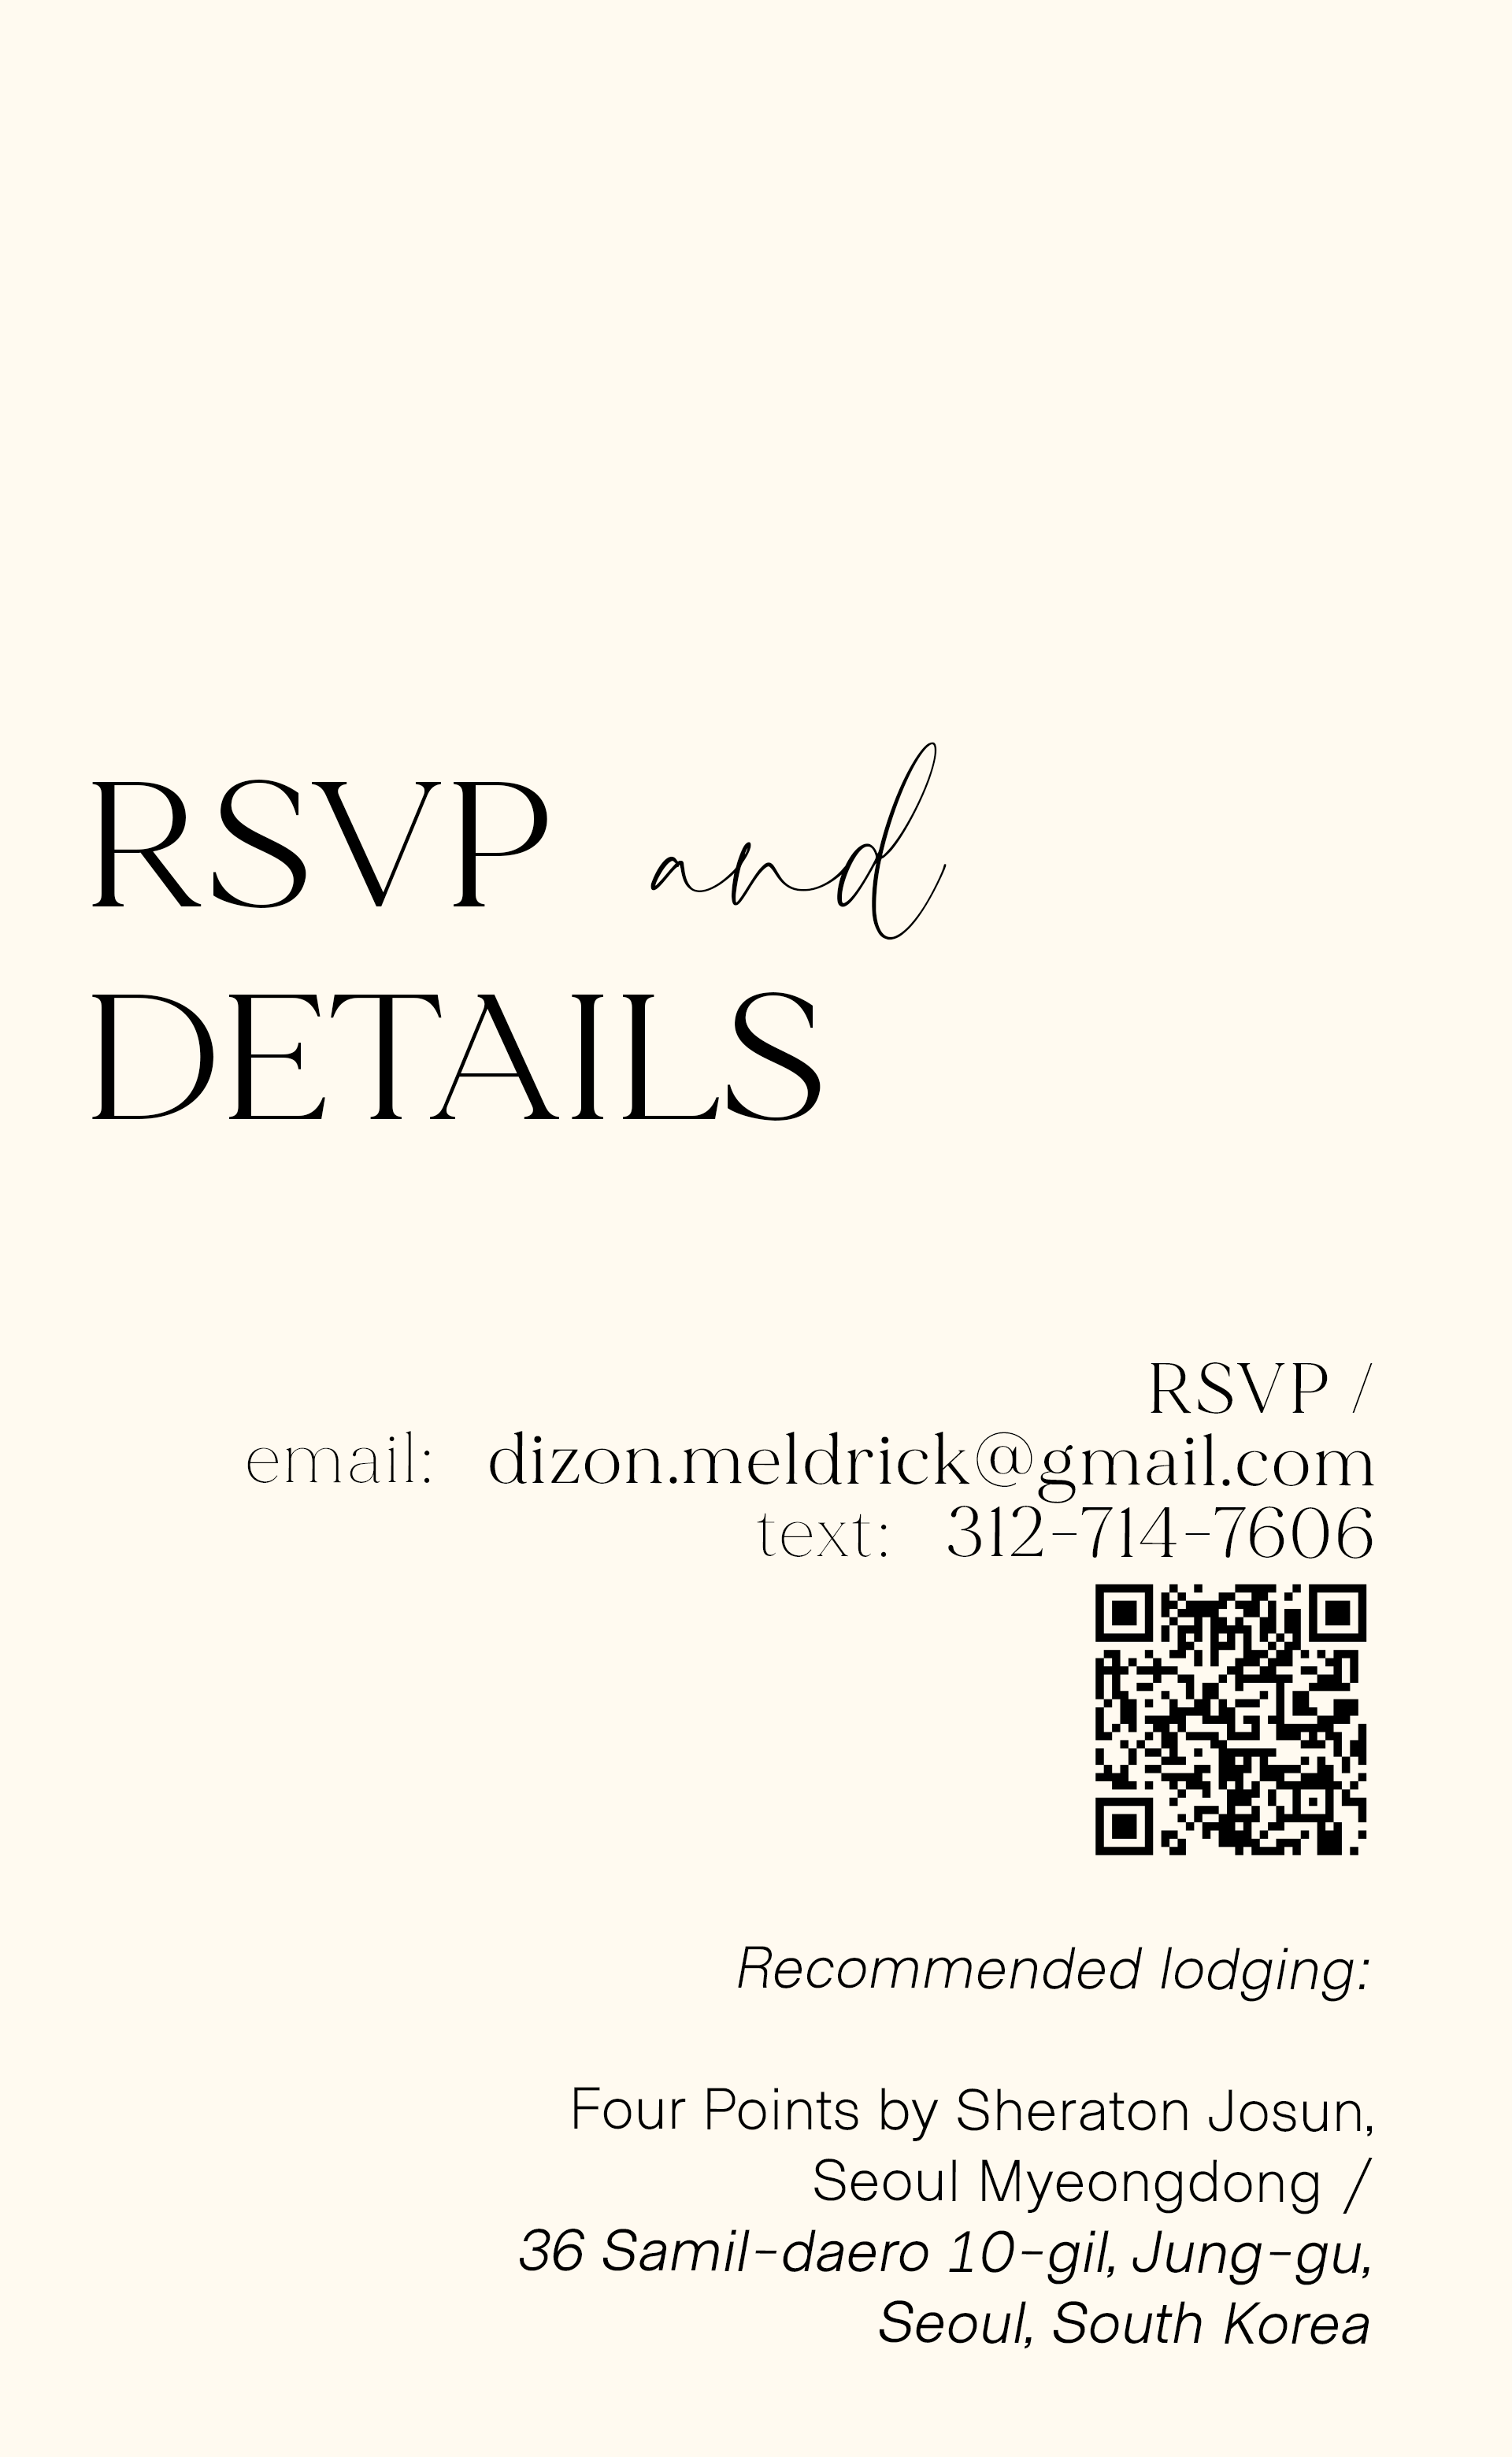 RSVP and
DETAILS
RSVP /
email: dizon.meldrick@gmail.com
text: 312-714-7606
Recommended lodging:
Four Points by Sheraton Josun,
Seoul Myeongdong /
36 Samil-daero 10-gil, Jung-gu,
Seoul, South Korea